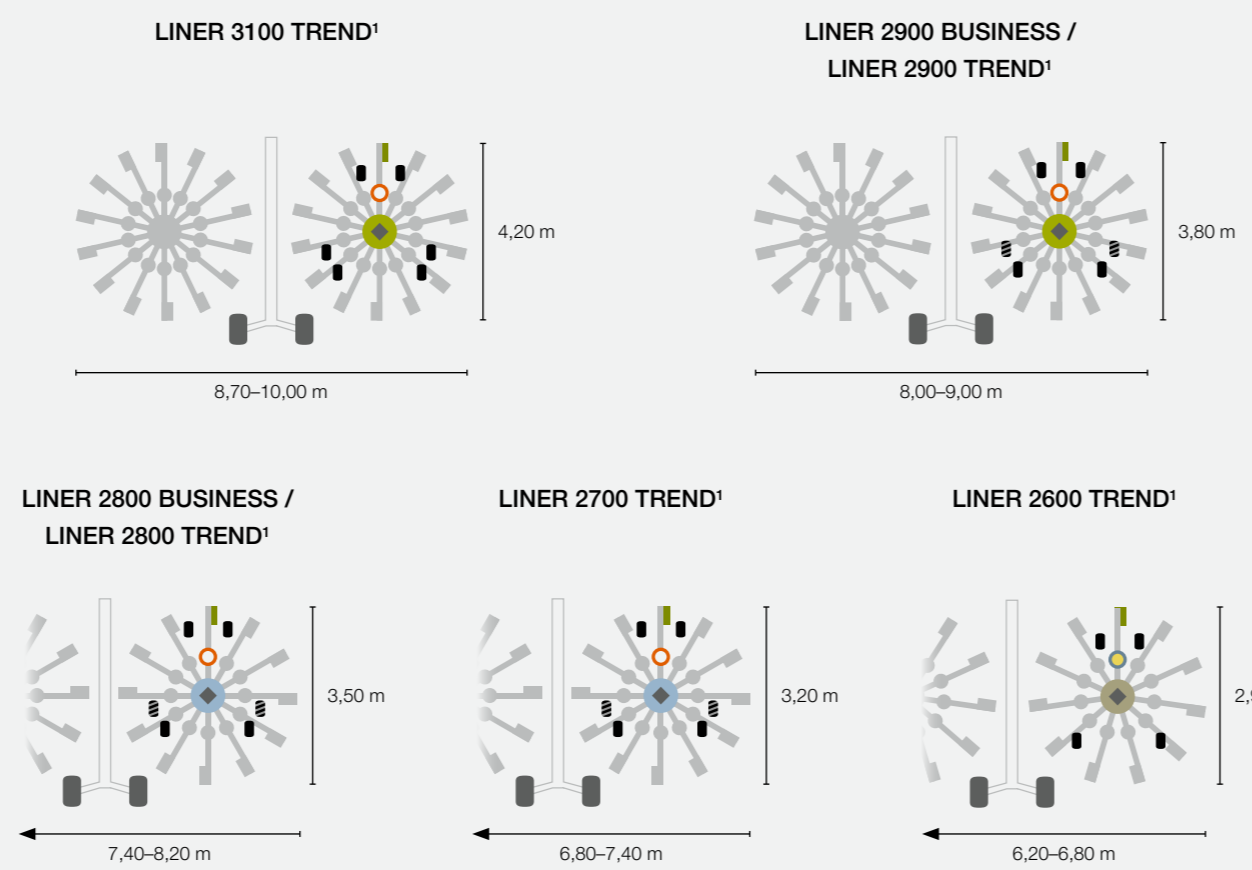 LINER 3100 TREND¹
LINER 2900 BUSINESS /
LINER 2900 TREND¹
4,20 m
3,80 m
8,70–10,00 m
8,00–9,00 m
LINER 2800 BUSINESS /
LINER 2800 TREND¹
LINER 2700 TREND¹
LINER 2600 TREND¹
3,50 m
3,20 m
7,40–8,20 m
6,80–7,40 m
6,20–6,80 m